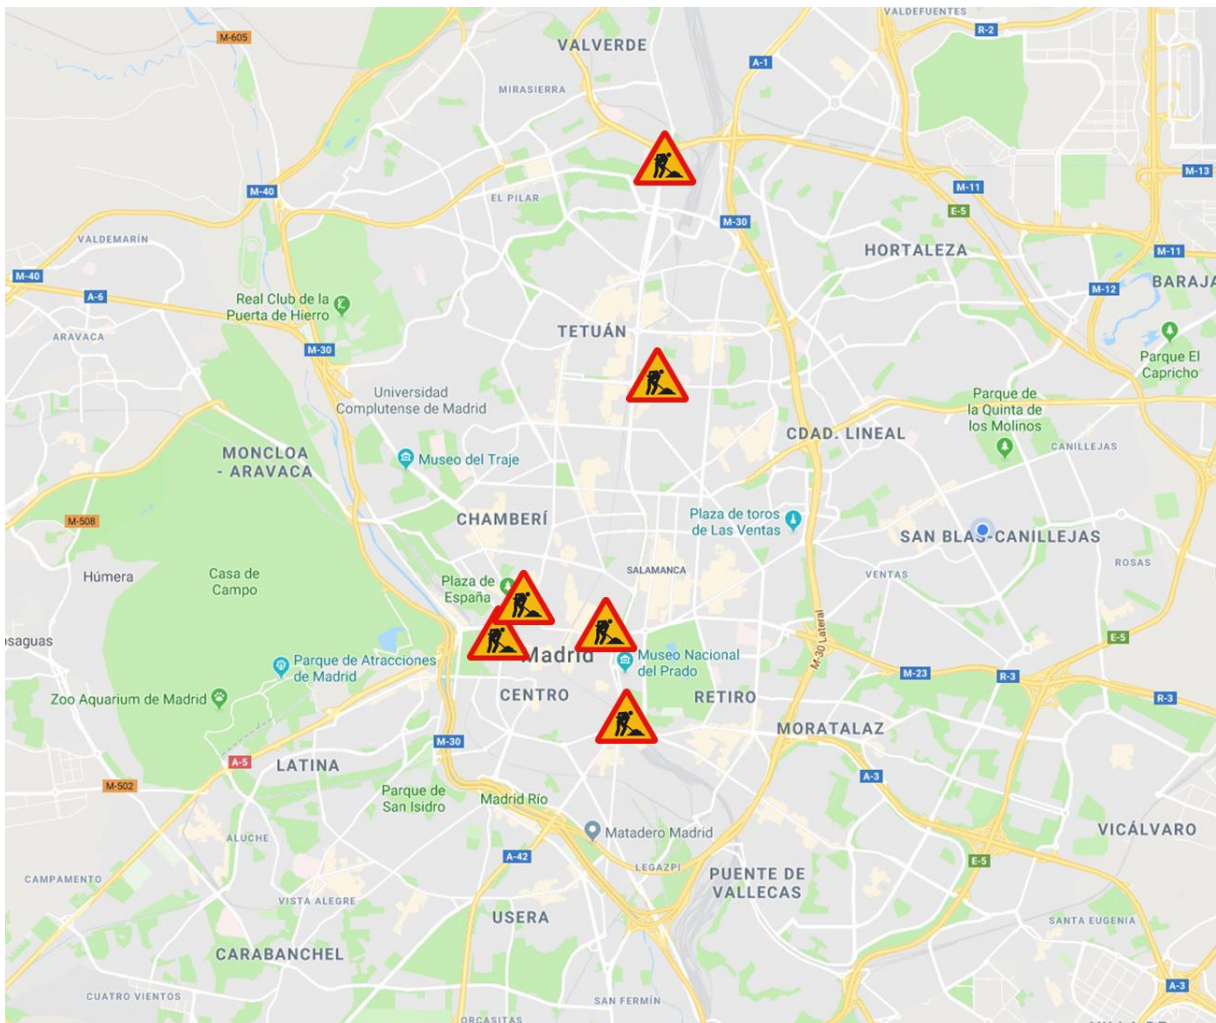 VALDEFUENTES
M-605
R-2
VALVERDE
A-1
MIRASIERRA
M-13
M-40
M-11
EL PILAR
E-5
M-30
VALDEMARÍN
HORTALEZA
M-11
M-40
BARAJA
A-6
M-12
Real Club de la
Puerta de Hierro
TETUÁN
ARAVACA
M-30
Parque El
Capricho
Universidad
Complutense de Madrid
Parque de
la Quinta de
los Molinos
CDAD. LINEAL
CANILLEJAS
MONCLOA
- ARAVACA
Museo del Traje
M-508
CHAMBERÍ
Plaza de toros
de Las Ventas
SAN BLAS-CANILLEJAS
ROSAS
Húmera
Casa de
Campo
Plaza de
España
SALAMANCA
VENTAS
osaguas
M-30 Lateral
E-5
Madrid
Museo Nacional
del Prado
Parque de Atracciones
de Madrid
M-23
R-3
R-3
Zoo Aquarium de Madrid
CENTRO
RETIRO
MORATALAZ
M-30
A-5
LATINA
A-3
M-502
Parque de
San Isidro
Madrid Río
Matadero Madrid
VICÁLVARO
ALUCHE
A-42
LEGAZPI
E-5
PUENTE DE
VALLECAS
CAMPAMENTO
VISTA ALEGRE
USERA
SANTA EUGENIA
CARABANCHEL
A-3
CUATRO VIENTOS
SAN FERMÍN
ORCASITAS